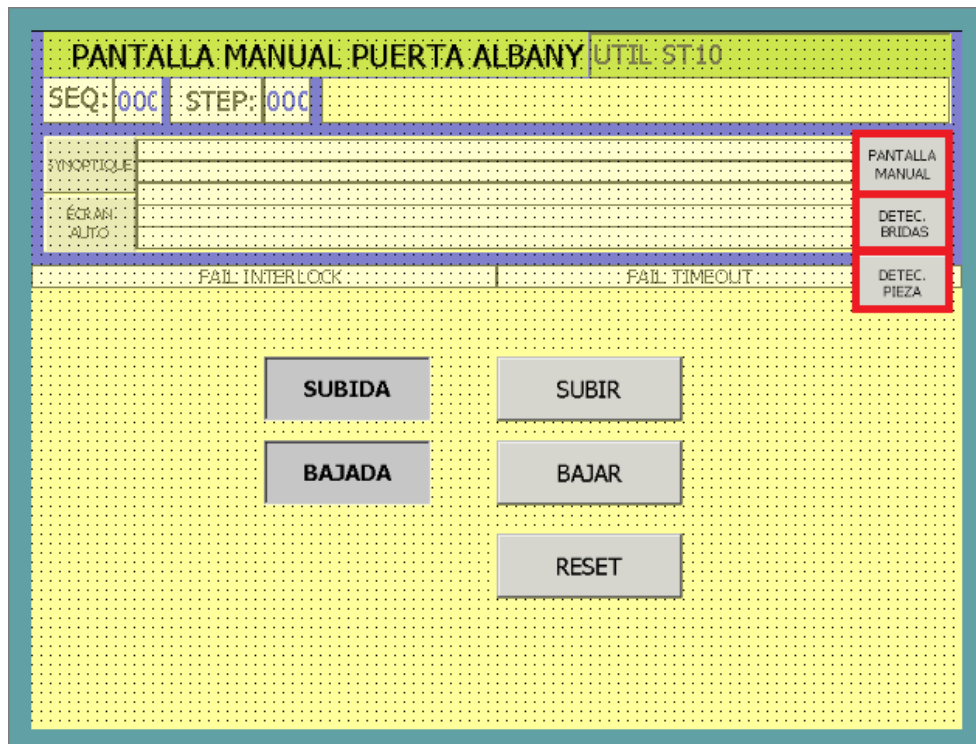 PANTALLA MANUAL PUERTA ALBANY UTIL ST10
SEQ: 000 STEP: 000
SYNOPTIQUE
PANTALLA
MANUAL
ÉCRAN
AUTO
DETEC.
BRIDAS
FAIL INTERLOCK FAIL TIMEOUT
DETEC.
PIEZA
SUBIDA SUBIR
BAJADA BAJAR
RESET